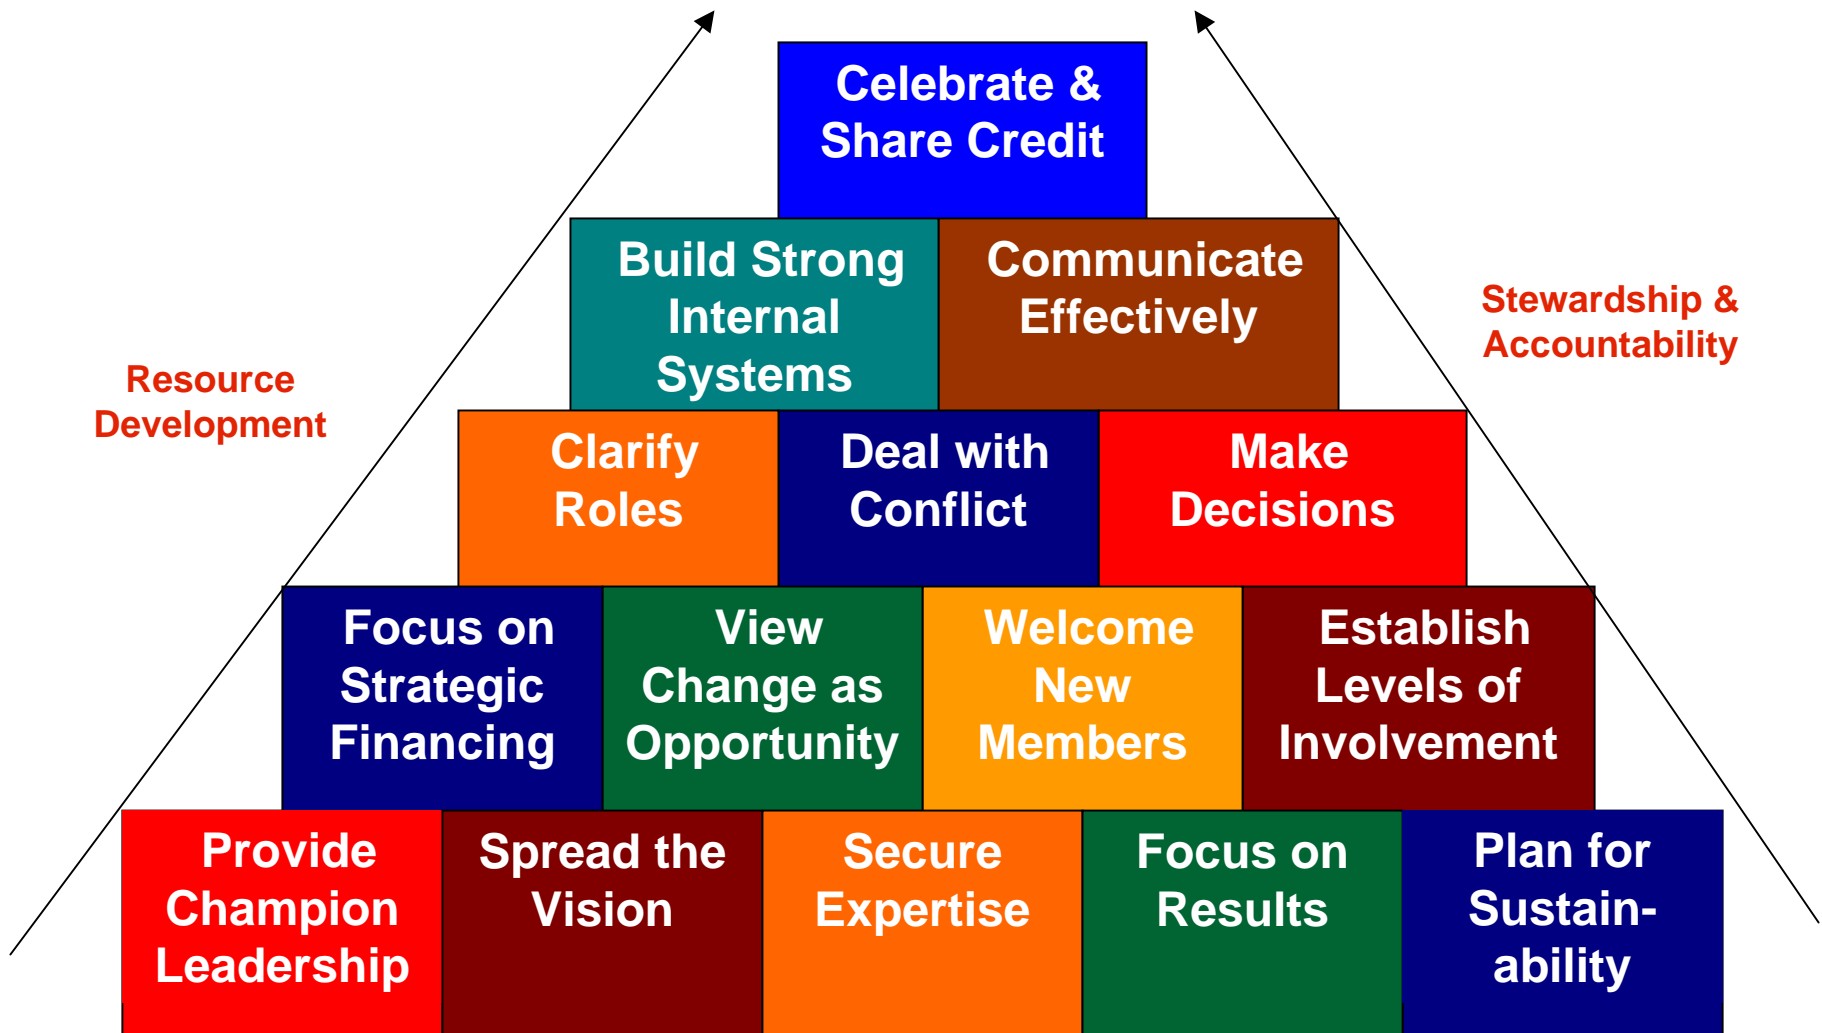 Celebrate &
Share Credit
Build Strong
Internal
Systems
Communicate
Effectively
Stewardship &
Accountability
Resource
Development
Clarify
Roles
Deal with
Conflict
Make
Decisions
Focus on
Strategic
Financing
View
Change as
Opportunity
Welcome
New
Members
Establish
Levels of
Involvement
Provide
Champion
Leadership
Spread the
Vision
Secure
Expertise
Focus on
Results
Plan for
Sustain-
ability